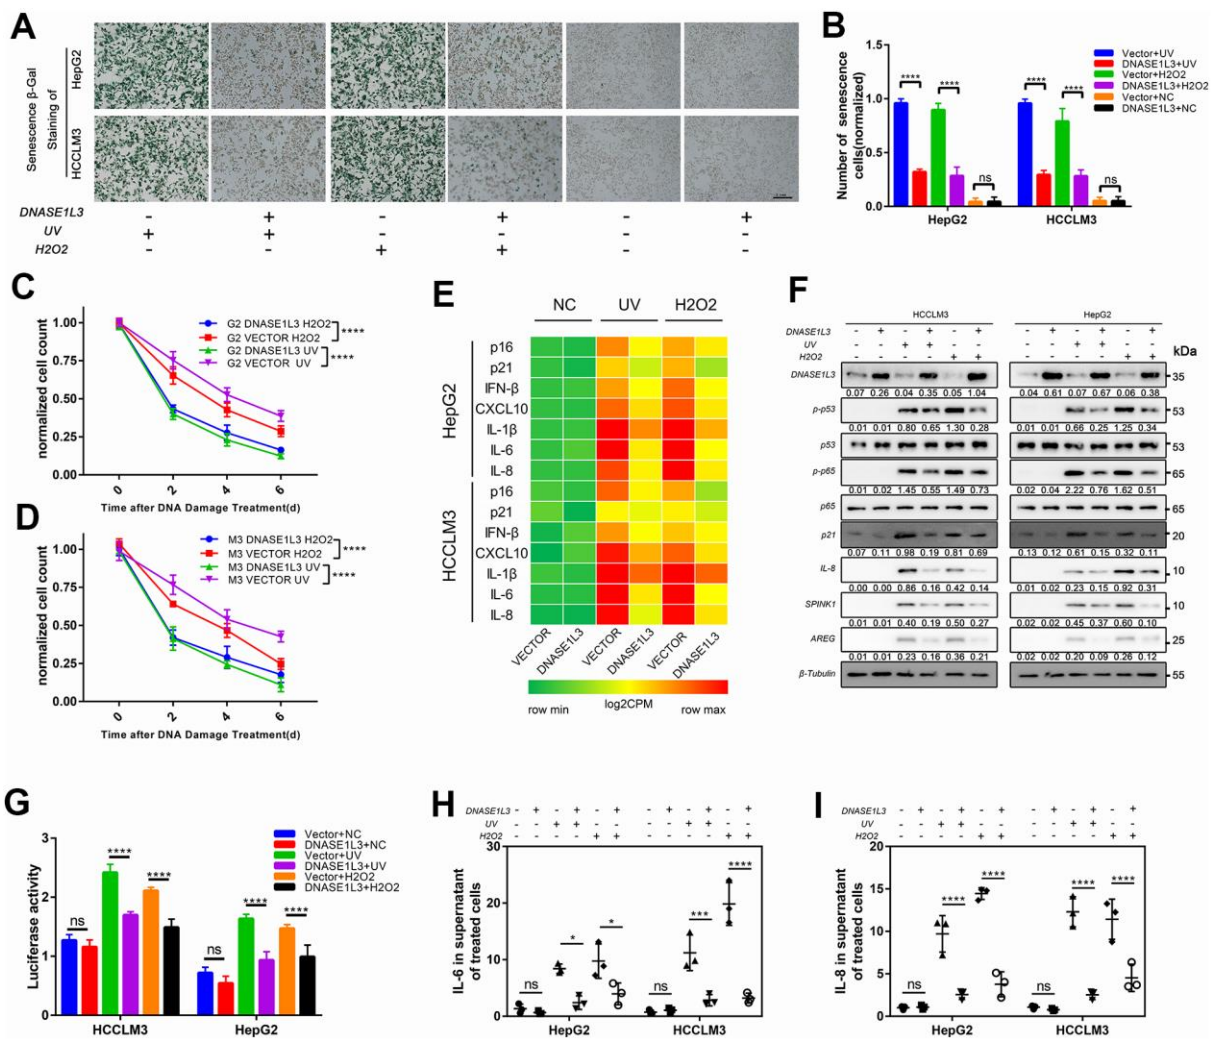 A
Senescence β-Gal
Staining of
HepG2
HCCLM3
DNASE1L3 - + - + - +
UV + + - - - -
H2O2 - - + + - -
B
Number of senescence
cells(normalized)
1.5
1.0
0.5
0.0
**** **** ns **** **** ns
HepG2 HCCLM3
Vector+UV
DNASE1L3+UV
Vector+H2O2
DNASE1L3+H2O2
Vector+NC
DNASE1L3+NC
C
normalized cell count
1.00
0.75
0.50
0.25
0.00
0 2 4 6
Time after DNA Damage Treatment(d)
G2 DNASE1L3 H2O2
G2 VECTOR H2O2
G2 DNASE1L3 UV
G2 VECTOR UV
****
****
D
normalized cell count
1.00
0.75
0.50
0.25
0.00
0 2 4 6
Time after DNA Damage Treatment(d)
M3 DNASE1L3 H2O2
M3 VECTOR H2O2
M3 DNASE1L3 UV
M3 VECTOR UV
****
****
E
NC UV H2O2
HepG2
p16
p21
IFN-β
CXCL10
IL-1β
IL-6
IL-8
HCCLM3
p16
p21
IFN-β
CXCL10
IL-1β
IL-6
IL-8
VECTOR DNASE1L3 VECTOR DNASE1L3 VECTOR DNASE1L3
row min log2CPM row max
F
HCCLM3 HepG2
DNASE1L3 - + - + - + - + - + - +
UV - - + + - - - - + + - -
H2O2 - - - - + + - - - - + +
kDa
DNASE1L3 35
0.07 0.26 0.04 0.35 0.05 1.04 0.04 0.61 0.07 0.67 0.06 0.38
p-p53 53
0.01 0.01 0.80 0.65 1.30 0.28 0.01 0.01 0.66 0.25 1.25 0.34
p53 53
p-p65 65
0.01 0.02 1.45 0.55 1.49 0.73 0.02 0.04 2.22 0.76 1.62 0.51
p65 65
p21 20
0.07 0.11 0.98 0.19 0.81 0.69 0.13 0.12 0.61 0.15 0.32 0.11
IL-8 10
0.00 0.00 0.86 0.16 0.42 0.14 0.01 0.02 0.23 0.15 0.92 0.31
SPINK1 10
0.01 0.01 0.40 0.19 0.50 0.27 0.02 0.02 0.45 0.37 0.60 0.10
AREG 25
0.01 0.01 0.23 0.16 0.36 0.21 0.02 0.02 0.20 0.09 0.26 0.12
β-Tubulin 55
G
Luciferase activity
3
2
1
0
ns **** **** ns **** ****
HCCLM3 HepG2
Vector+NC
DNASE1L3+NC
Vector+UV
DNASE1L3+UV
Vector+H2O2
DNASE1L3+H2O2
H
DNASE1L3 - + - + - + - + - + - +
UV - - + + - - - - + + - -
H2O2 - - - - + + - - - - + +
IL-6 in supernatant
of treated cells
30
20
10
0
ns * * ns *** ****
HepG2 HCCLM3
I
DNASE1L3 - + - + - + - + - + - +
UV - - + + - - - - + + - -
H2O2 - - - - + + - - - - + +
IL-8 in supernatant
of treated cells
20
15
10
5
0
ns **** **** ns **** ****
HepG2 HCCLM3